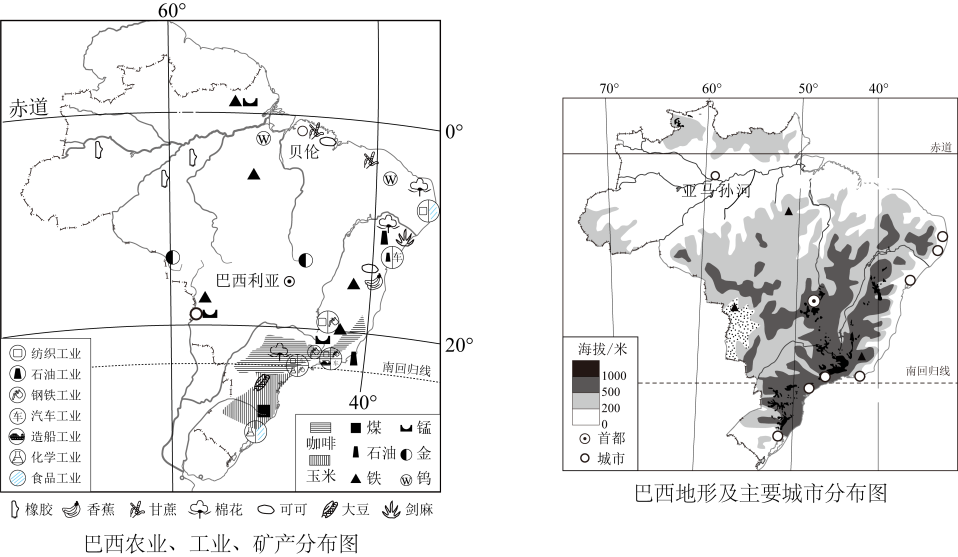 60°
赤道
0°
贝伦
巴西利亚
20°
南回归线
40°
纺织工业
石油工业
钢铁工业
车 汽车工业
造船工业
化学工业
食品工业
咖啡
玉米
煤
锰
石油
金
铁
W 钨
W
W
车
橡胶 香蕉 甘蔗 棉花 可可 大豆 剑麻
巴西农业、工业、矿产分布图
70° 60° 50° 40°
赤道
亚马孙河
南回归线
海拔/米
1000
500
200
0
首都
城市
巴西地形及主要城市分布图